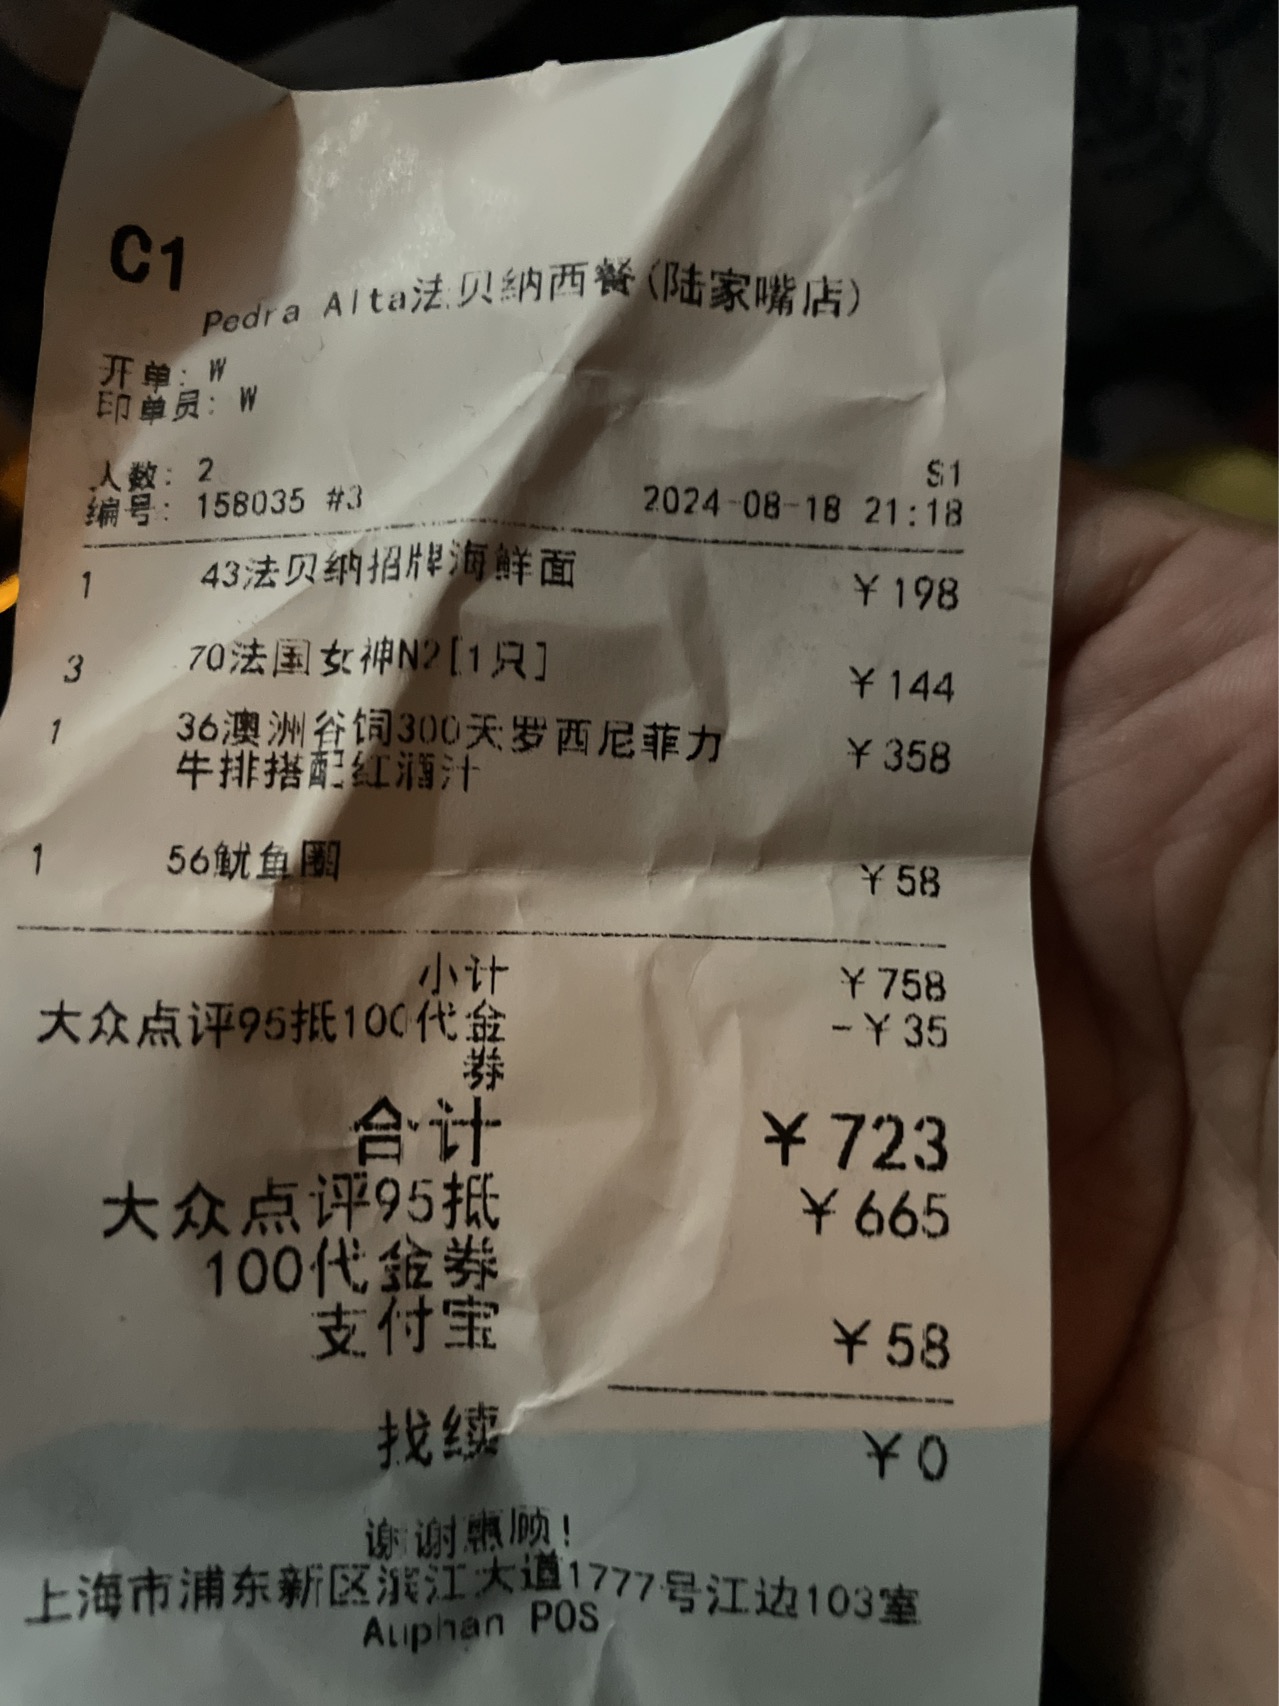 C1
Pedra Alta法贝纳西餐(陆家嘴店)
开单: W
印单员: W
人数: 2 S1
编号: 158035 #3 2024-08-18 21:18
1 43法贝纳招牌海鲜面 ¥198
3 70法国女神N2[1只] ¥144
1 36澳洲谷饲300天罗西尼菲力 ¥358
牛排搭配红酒汁
1 56鱿鱼圈 ¥58
小计 ¥758
大众点评95抵100代金 -¥35
券
合计 ¥723
大众点评95抵 ¥665
100代金券
支付宝 ¥58
找续 ¥0
谢谢惠顾!
上海市浦东新区滨江大道1777号江边103室
Auphan POS